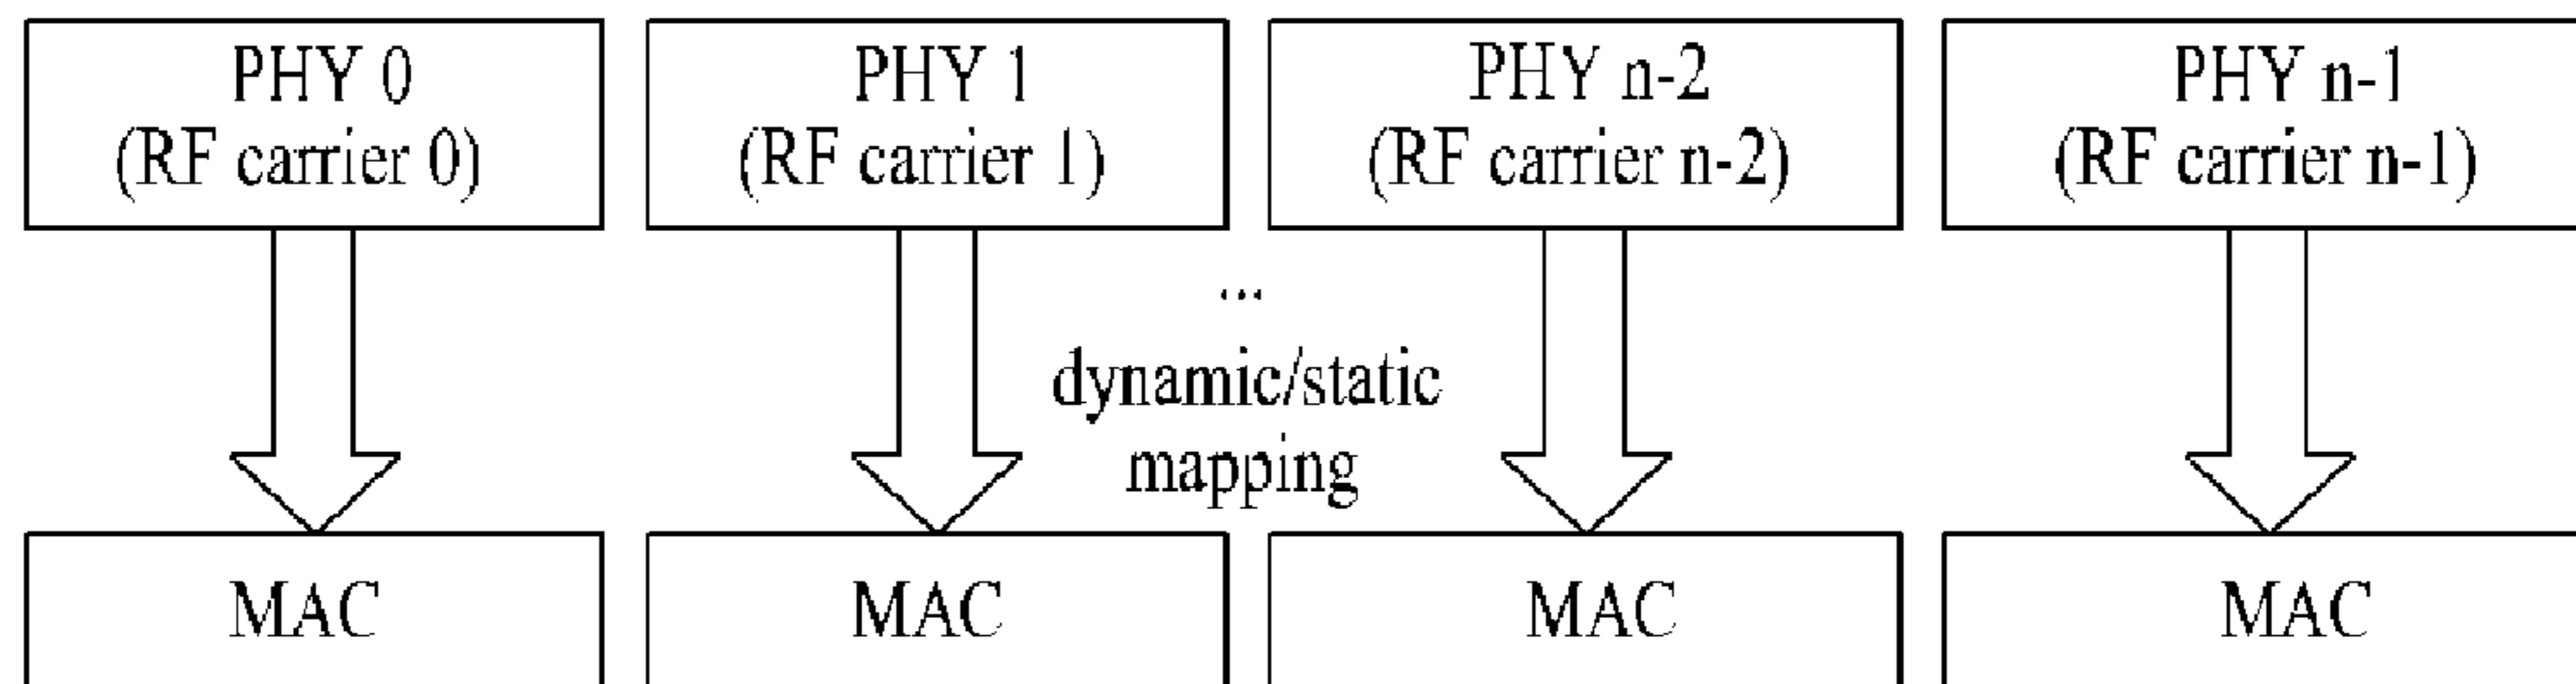 PHY 0
(RF carrier 0)
PHY 1
(RF carrier 1)
PHY n-2
(RF carrier n-2)
PHY n-1
(RF carrier n-1)
...
dynamic/static
mapping
MAC
MAC
MAC
MAC